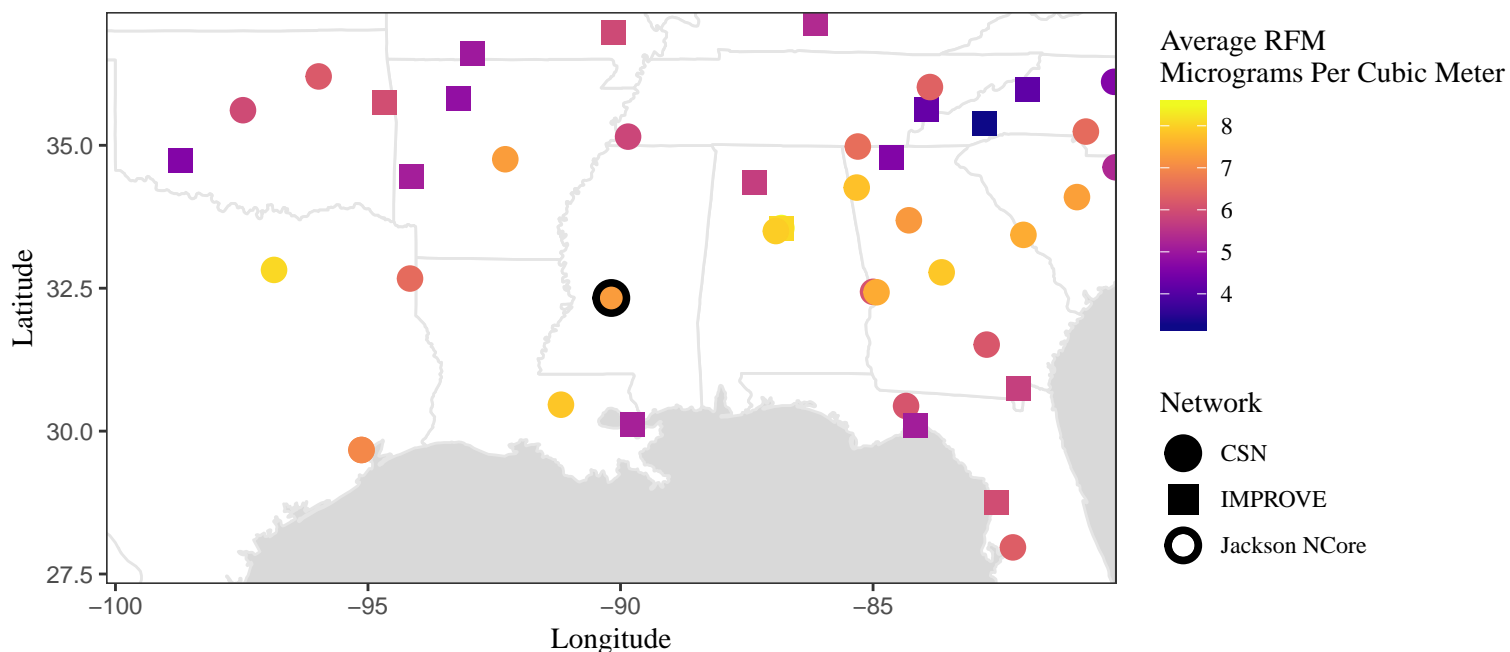 Average RFM
Micrograms Per Cubic Meter
8
7
6
5
4
Network
CSN
IMPROVE
Jackson NCore
Latitude
35.0
32.5
30.0
27.5
−100
−95
−90
−85
Longitude